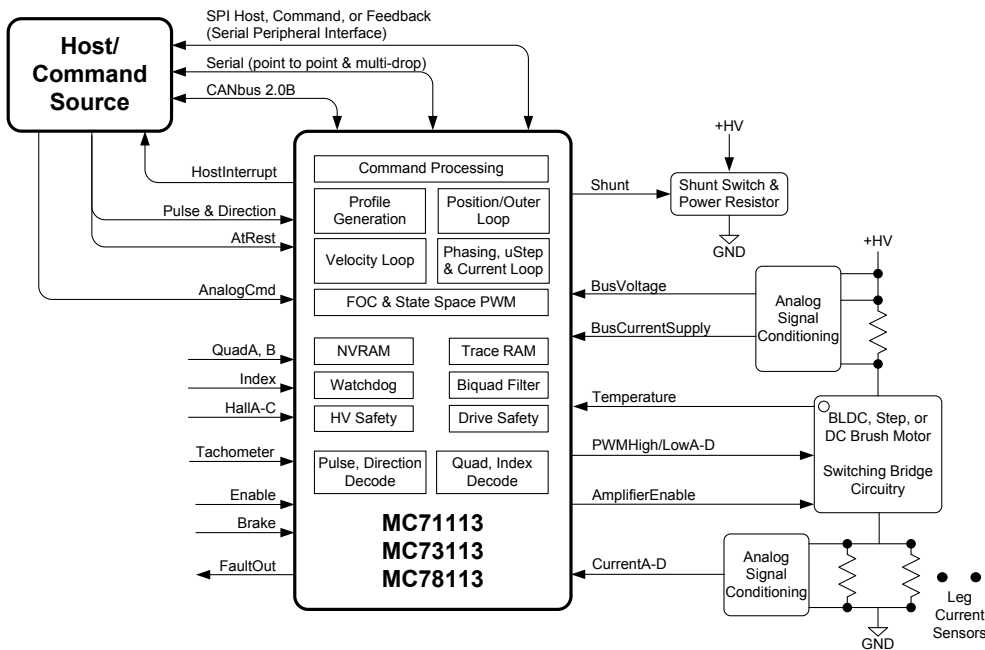 SPI Host, Command, or Feedback
(Serial Peripheral Interface)
Host/
Command
Source
Serial (point to point & multi-drop)
CANbus 2.0B
HostInterrupt
Pulse & Direction
AtRest
AnalogCmd
QuadA, B
Index
HallA-C
Tachometer
Enable
Brake
FaultOut
Command Processing
Profile
Generation
Position/Outer
Loop
Velocity Loop
Phasing, uStep
& Current Loop
FOC & State Space PWM
NVRAM
Trace RAM
Watchdog
Biquad Filter
HV Safety
Drive Safety
Pulse, Direction
Decode
Quad, Index
Decode
MC71113
MC73113
MC78113
Shunt
+HV
Shunt Switch &
Power Resistor
GND
+HV
BusVoltage
BusCurrentSupply
Analog
Signal
Conditioning
Temperature
PWMHigh/LowA-D
AmplifierEnable
BLDC, Step, or
DC Brush Motor
Switching Bridge
Circuitry
CurrentA-D
Analog
Signal
Conditioning
Leg
Current
Sensors
GND